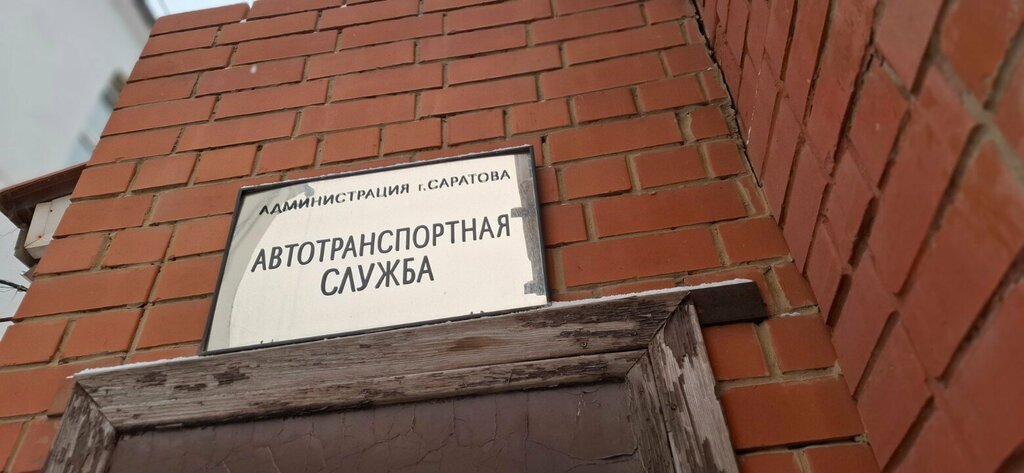 АДМИНИСТРАЦИЯ г.САРАТОВА
АВТОТРАНСПОРТНАЯ
СЛУЖБА